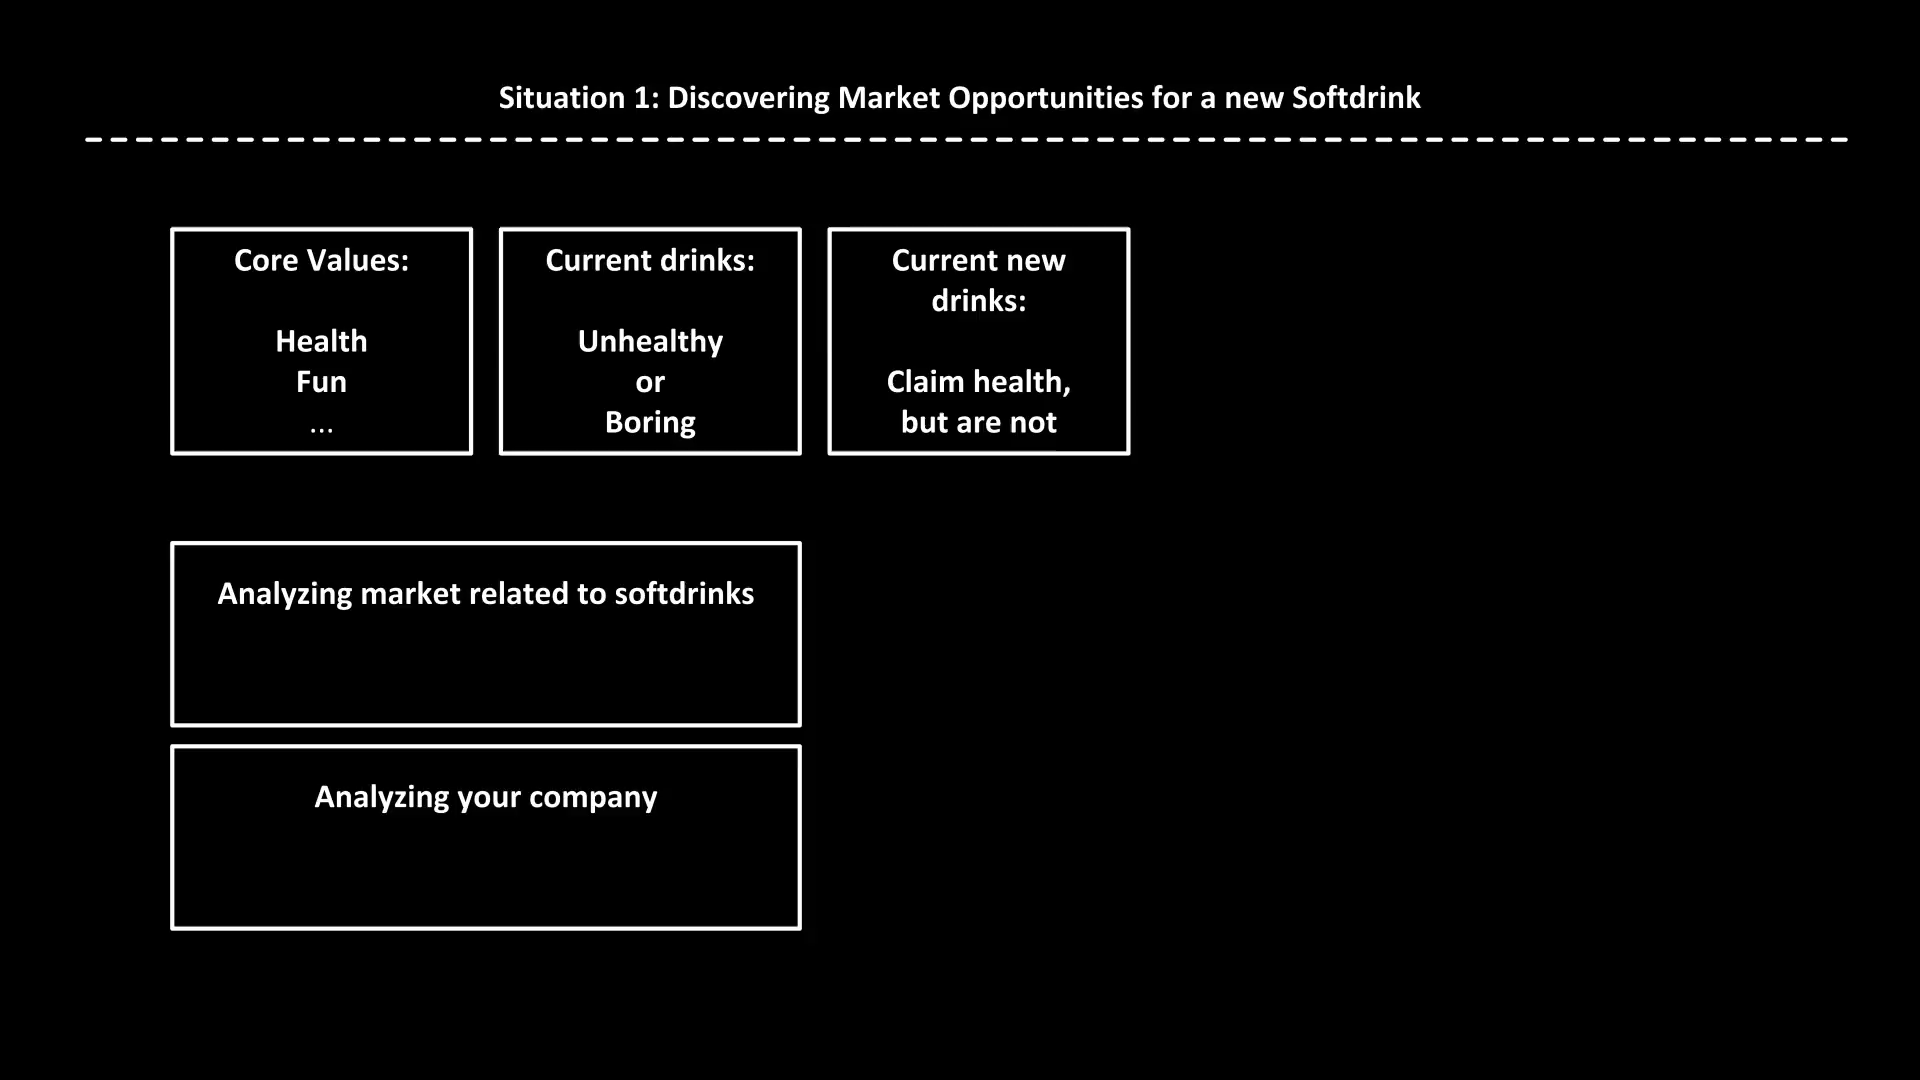 Situation 1: Discovering Market Opportunities for a new Softdrink
Core Values:
Health
Fun
...
Current drinks:
Unhealthy
or
Boring
Current new
drinks:
Claim health,
but are not
Analyzing market related to softdrinks
Analyzing your company